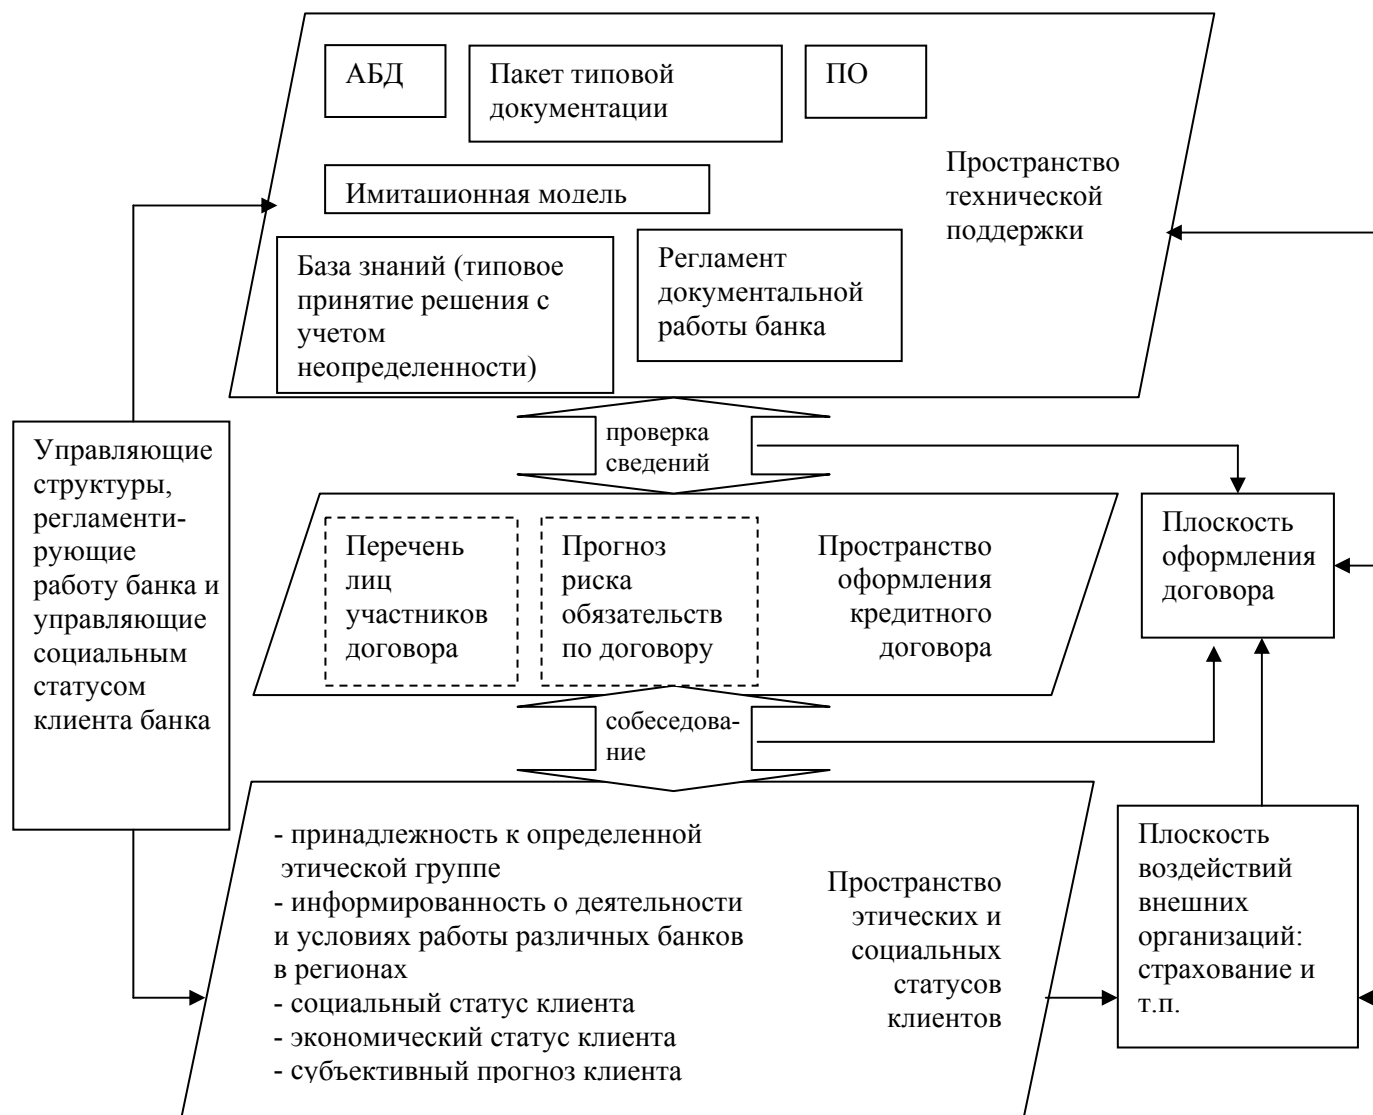 АБД
Пакет типовой
документации
ПО
Имитационная модель
Пространство
технической
поддержки
База знаний (типовое
принятие решения с
учетом
неопределенности)
Регламент
документальной
работы банка
проверка
сведений
Управляющие
структуры,
регламенти-
рующие
работу банка и
управляющие
социальным
статусом
клиента банка
Перечень
лиц
участников
договора
Прогноз
риска
обязательств
по договору
Пространство
оформления
кредитного
договора
Плоскость
оформления
договора
собеседова-
ние
- принадлежность к определенной
этической группе
- информированность о деятельности
и условиях работы различных банков
в регионах
- социальный статус клиента
- экономический статус клиента
- субъективный прогноз клиента
Пространство
этических и
социальных
статусов
клиентов
Плоскость
воздействий
внешних
организаций:
страхование и
т.п.